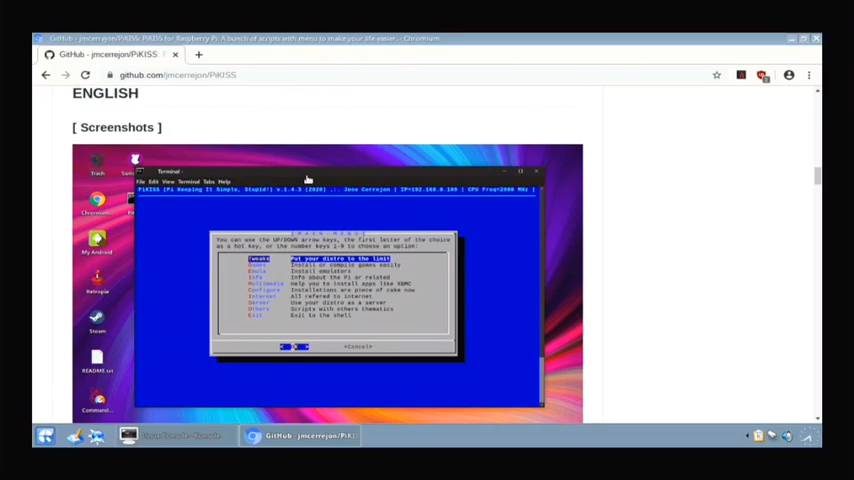 GitHub - jmcerrejon/PiKISS: PiKISS for Raspberry Pi: A bunch of scripts with menu to make your life easier. - Chromium
GitHub - jmcerrejon/PiKISS: 
github.com/jmcerrejon/PiKISS
ENGLISH
[ Screenshots ]
Trash
Terminal -
File Edit View Terminal Tabs Help
PiKISS (Pi Keeping It Simple, Stupid!) v.1.4.3 (2020) .:. Jose Cerrejon | IP=192.168.0.109 | CPU Freq=2000 MHz |
Chromium...
My Android
Retropie
Steam
README.txt
Command...
[ M A I N - M E N U ]
You can use the UP/DOWN arrow keys, the first letter of the choice
as a hot key, or the number keys 1-9 to choose an option:
Tweaks Put your distro to the limit
Games Install or compile games easily
Emula Install emulators
Info Info about the Pi or related
Multimedia Help you to install apps like XBMC
Configure Installations are piece of cake now
Internet All refered to internet
Server Use your distro as a server
Others Scripts with others thematics
Exit Exit to the shell
< OK >
<Cancel>
Linux Console - Konsole
GitHub - jmcerrejon/PiKIS